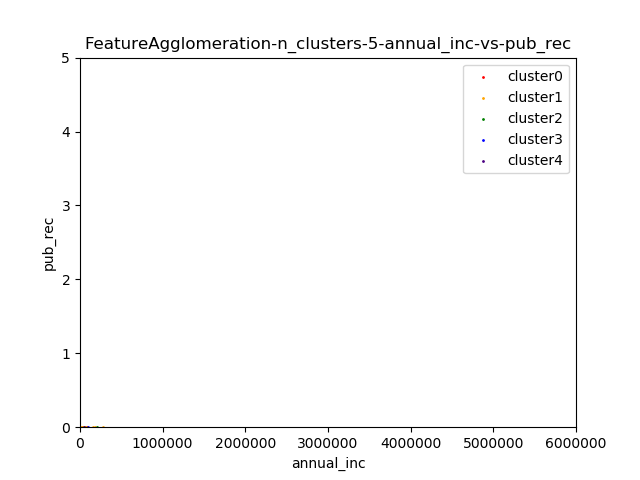 FeatureAgglomeration-n_clusters-5-annual_inc-vs-pub_rec
5
4
3
2
1
0
pub_rec
cluster0
cluster1
cluster2
cluster3
cluster4
0 1000000 2000000 3000000 4000000 5000000 6000000
annual_inc